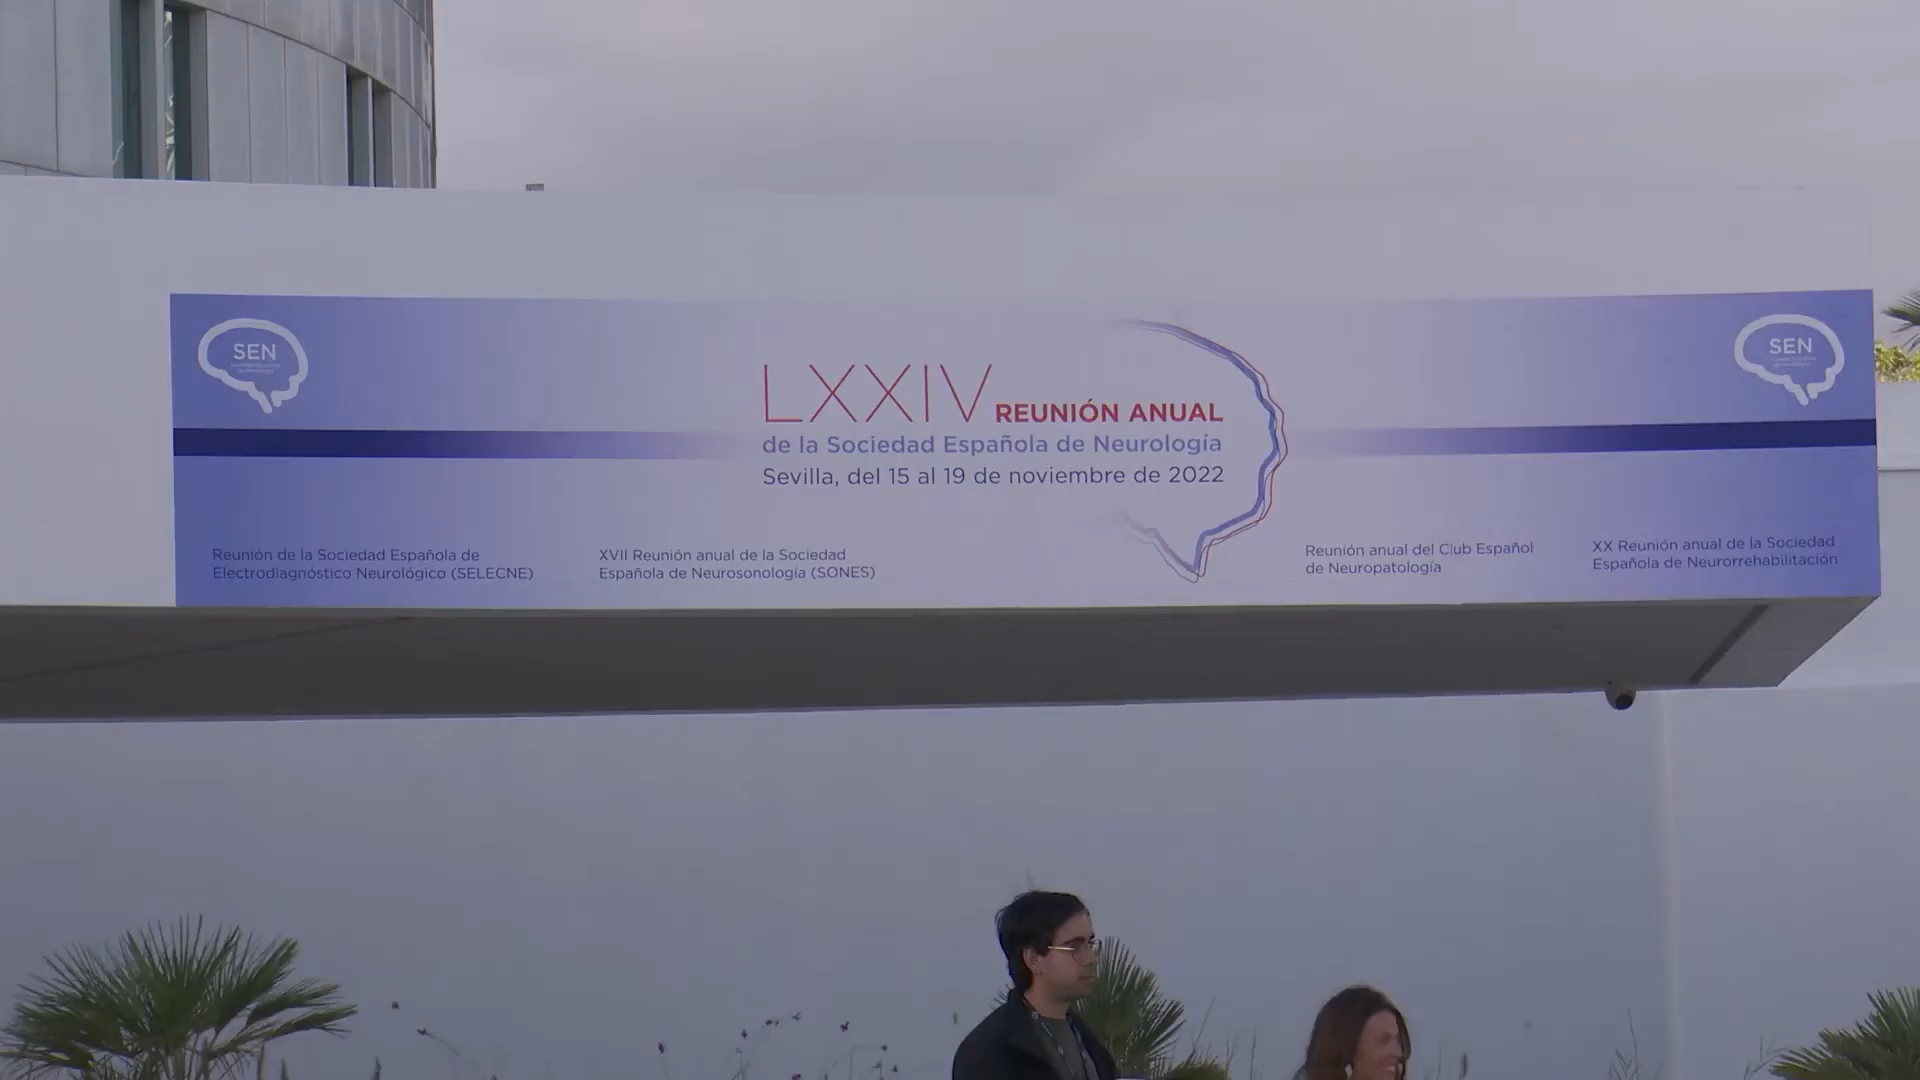 SEN
LXXIV REUNIÓN ANUAL
de la Sociedad Española de Neurología
Sevilla, del 15 al 19 de noviembre de 2022
SEN
Reunión de la Sociedad Española de
Electrodiagnóstico Neurológico (SELECNE)
XVII Reunión anual de la Sociedad
Española de Neurosonología (SONES)
Reunión anual del Club Español
de Neuropatología
XX Reunión anual de la Sociedad
Española de Neurorrehabilitación